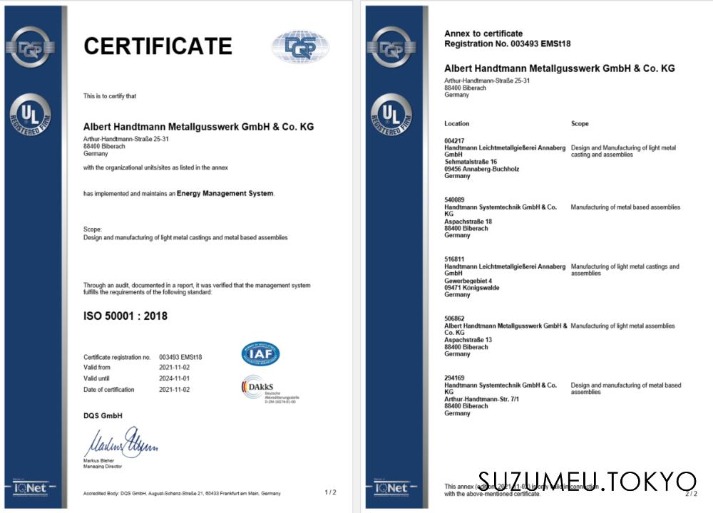 DQS
UL
REGISTERED FIRM
IQNet
CERTIFICATE
DQS
This is to certify that
Albert Handtmann Metallgusswerk GmbH & Co. KG
Arthur-Handtmann-Straße 25-31
88400 Biberach
Germany
with the organizational units/sites as listed in the annex
has implemented and maintains an Energy Management System.
Scope:
Design and manufacturing of light metal castings and metal based assemblies
Through an audit, documented in a report, it was verified that the management system
fulfills the requirements of the following standard:
ISO 50001 : 2018
Certificate registration no. 003493 EMSt18
Valid from 2021-11-02
Valid until 2024-11-01
Date of certification 2021-11-02
IAF
DAkkS
Deutsche
Akkreditierungsstelle
DQS GmbH
Markus Bleher
Managing Director
Accredited Body: DQS GmbH, August-Schanz-Straße 21, 60433 Frankfurt am Main, Germany
1 / 2
DQS
UL
REGISTERED FIRM
IQNet
Annex to certificate
Registration No. 003493 EMSt18
Albert Handtmann Metallgusswerk GmbH & Co. KG
Arthur-Handtmann-Straße 25-31
88400 Biberach
Germany
Location Scope
004217
Handtmann Leichtmetallgießerei Annaberg
GmbH
Sehmatalstraße 16
09456 Annaberg-Buchholz
Germany
Design and Manufacturing of light metal
casting and assemblies
540089
Handtmann Systemtechnik GmbH & Co.
KG
Aspachstraße 18
88400 Biberach
Germany
Manufacturing of metal based assemblies
516811
Handtmann Leichtmetallgießerei Annaberg
GmbH
Gewerbegebiet 4
09471 Königswalde
Germany
Manufacturing of light metal castings and
assemblies
506862
Albert Handtmann Metallgusswerk GmbH &
Co. KG
Aspachstraße 13
88400 Biberach
Germany
Manufacturing of light metal assemblies
294169
Handtmann Systemtechnik GmbH & Co.
KG
Arthur-Handtmann-Str. 7/1
88400 Biberach
Germany
Design and manufacturing of metal based
assemblies
This annex
with the above-mentioned certificate.
2 / 2
SUZUMEU.TOKYO